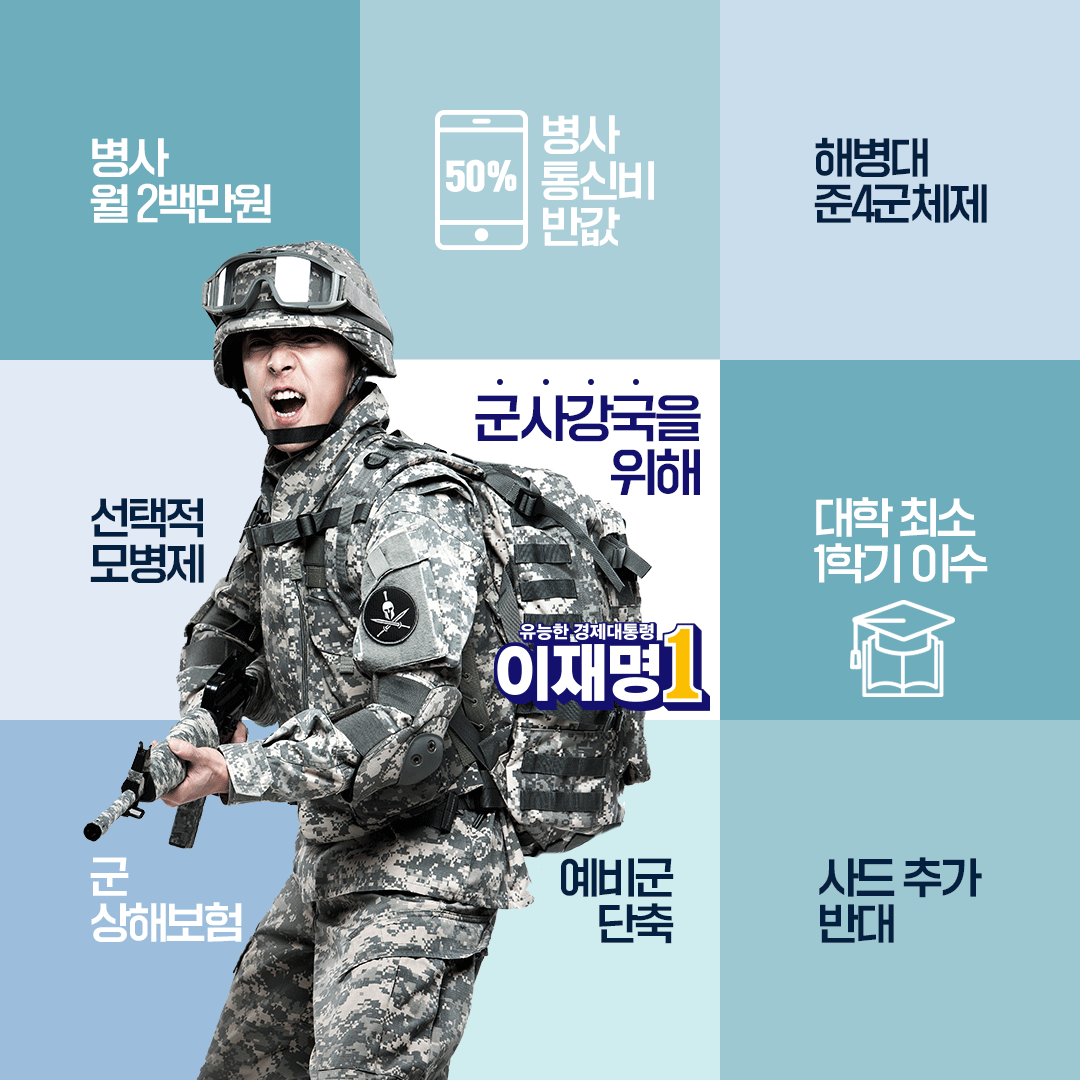 병사
월 2백만원
50%
병사
통신비
반값
해병대
준4군체제
선택적
모병제
군사강국을
위해
유능한 경제대통령
이재명1
대학 최소
1학기 이수
군
상해보험
예비군
단축
사드 추가
반대